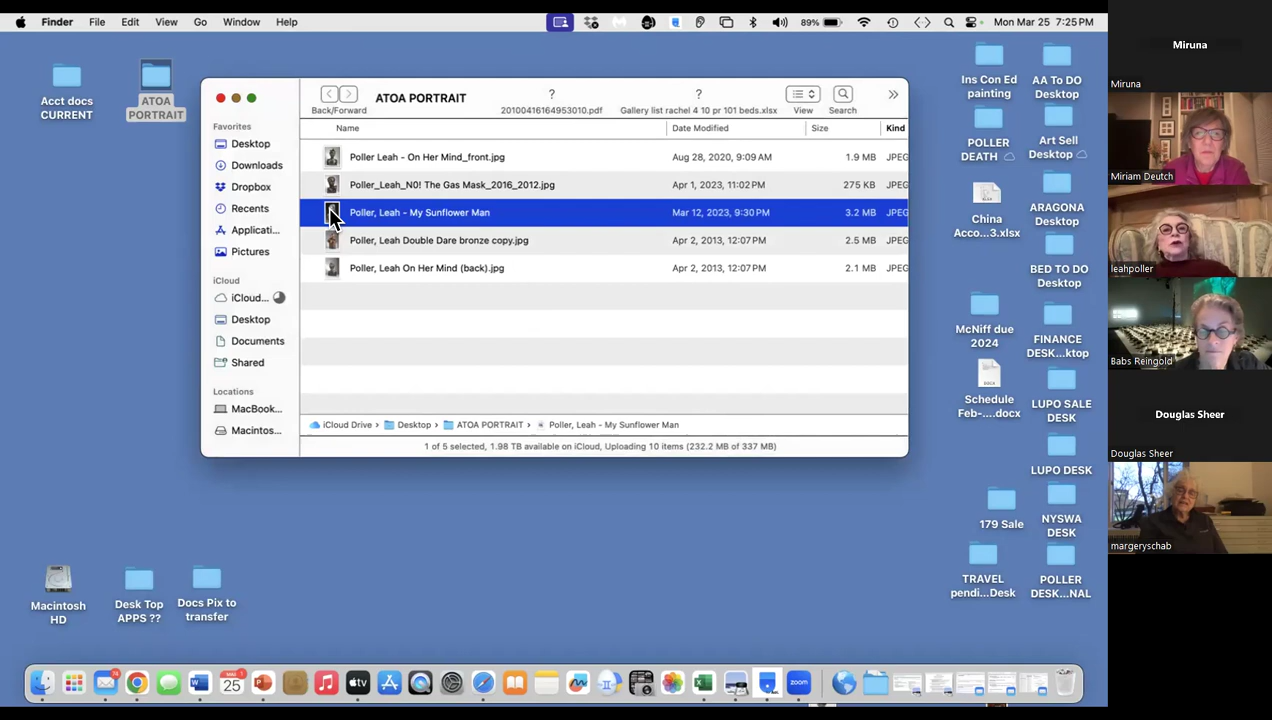 Finder File Edit View Go Window Help
89%
Mon Mar 25 7:25 PM
Acct docs
CURRENT
ATOA
PORTRAIT
Back/Forward
ATOA PORTRAIT
?
20100416164953010.pdf
?
Gallery list rachel 4 10 pr 101 beds.xlsx
View
Search
Favorites
Desktop
Downloads
Dropbox
Recents
Applicati...
Pictures
iCloud
iCloud...
Desktop
Documents
Shared
Locations
MacBook...
Macintos...
Name Date Modified Size Kind
Poller Leah - On Her Mind_front.jpg Aug 28, 2020, 9:09 AM 1.9 MB JPEG
Poller_Leah_N0! The Gas Mask_2016_2012.jpg Apr 1, 2023, 11:02 PM 275 KB JPEG
Poller, Leah - My Sunflower Man Mar 12, 2023, 9:30 PM 3.2 MB JPEG
Poller, Leah Double Dare bronze copy.jpg Apr 2, 2013, 12:07 PM 2.5 MB JPEG
Poller, Leah On Her Mind (back).jpg Apr 2, 2013, 12:07 PM 2.1 MB JPEG
iCloud Drive › Desktop › ATOA PORTRAIT › Poller, Leah - My Sunflower Man
1 of 5 selected, 1.98 TB available on iCloud, Uploading 10 items (232.2 MB of 337 MB)
Ins Con Ed
painting
AA To DO
Desktop
POLLER
DEATH
Art Sell
Desktop
China
Acco...3.xlsx
ARAGONA
Desktop
BED TO DO
Desktop
McNiff due
2024
FINANCE
DESK...ktop
DOCX
Schedule
Feb-....docx
LUPO SALE
DESK
LUPO DESK
179 Sale
NYSWA
DESK
TRAVEL
pendi...Desk
POLLER
DESK...NAL
Macintosh
HD
Desk Top
APPS ??
Docs Pix to
transfer
25
tv
zoom
Miruna
Miruna
Miriam Deutch
leahpoller
Babs Reingold
Douglas Sheer
Douglas Sheer
margeryschab